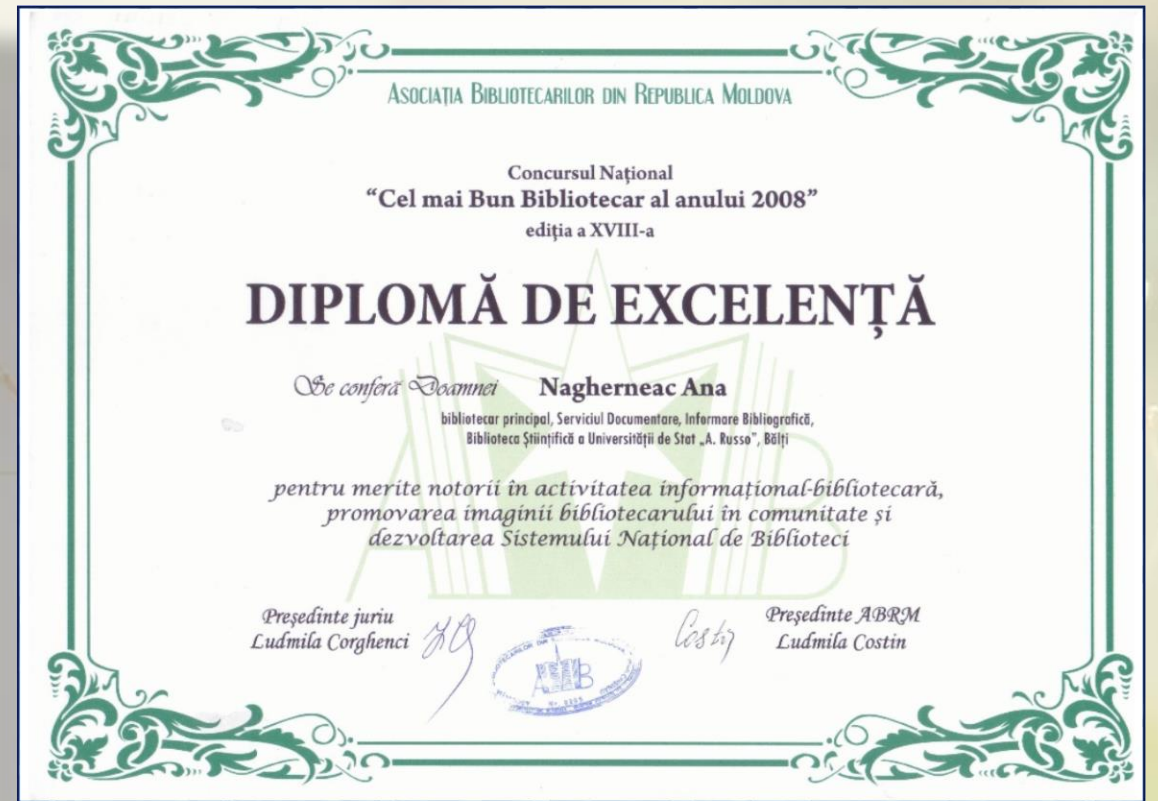 Asociația Bibliotecarilor din Republica Moldova
Concursul Național
“Cel mai Bun Bibliotecar al anului 2008”
ediția a XVIII-a
DIPLOMĂ DE EXCELENȚĂ
Se conferă Doamnei Nagherneac Ana
bibliotecar principal, Serviciul Documentare, Informare Bibliografică,
Biblioteca Științifică a Universității de Stat „A. Russo”, Bălți
pentru merite notorii în activitatea informațional-bibliotecară,
promovarea imaginii bibliotecarului în comunitate și
dezvoltarea Sistemului Național de Biblioteci
Președinte juriu
Ludmila Corghenci
Costin
Președinte ABRM
Ludmila Costin